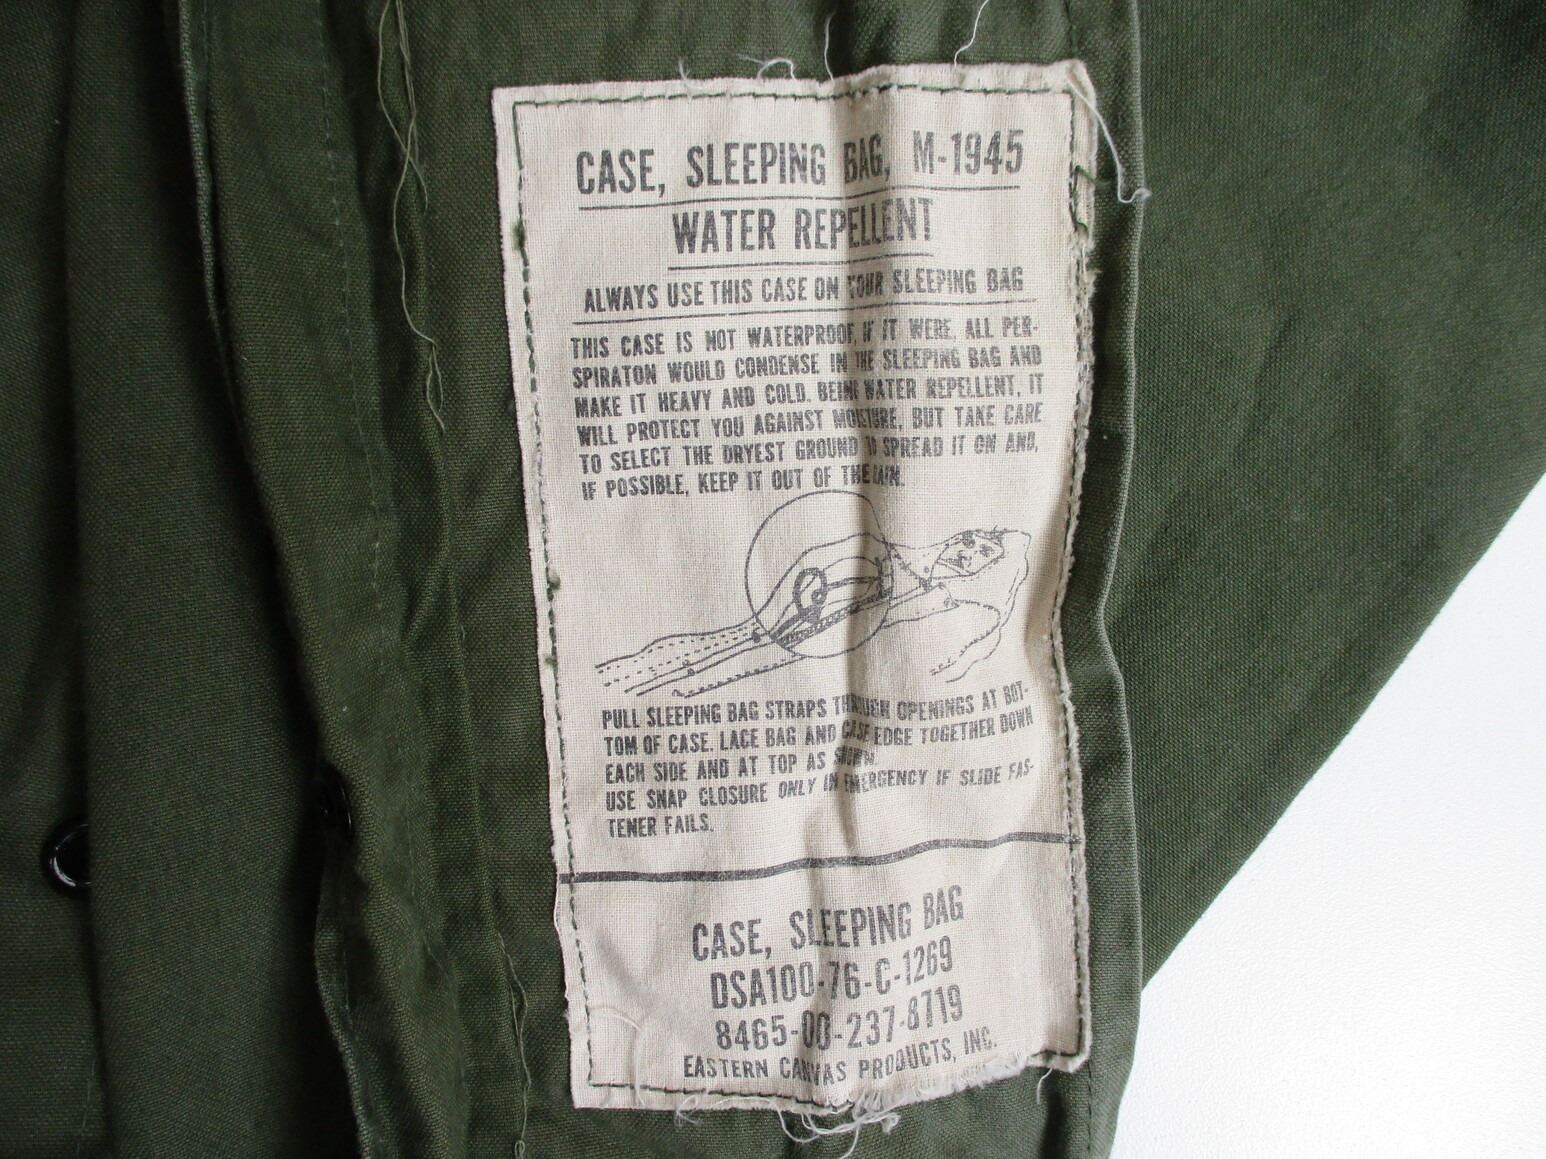 CASE, SLEEPING BAG, M-1945
WATER REPELLENT
ALWAYS USE THIS CASE ON YOUR SLEEPING BAG
THIS CASE IS NOT WATERPROOF, IF IT WERE, ALL PER-
SPIRATON WOULD CONDENSE IN THE SLEEPING BAG AND
MAKE IT HEAVY AND COLD. BEING WATER REPELLENT, IT
WILL PROTECT YOU AGAINST MOISTURE, BUT TAKE CARE
TO SELECT THE DRYEST GROUND TO SPREAD IT ON AND,
IF POSSIBLE, KEEP IT OUT OF THE RAIN.
PULL SLEEPING BAG STRAPS THROUGH OPENINGS AT BOT-
TOM OF CASE. LACE BAG AND CASE EDGE TOGETHER DOWN
EACH SIDE AND AT TOP AS SHOWN.
USE SNAP CLOSURE ONLY IN EMERGENCY IF SLIDE FAS-
TENER FAILS.
CASE, SLEEPING BAG
DSA100-76-C-1269
8465-00-237-8719
EASTERN CANVAS PRODUCTS, INC.